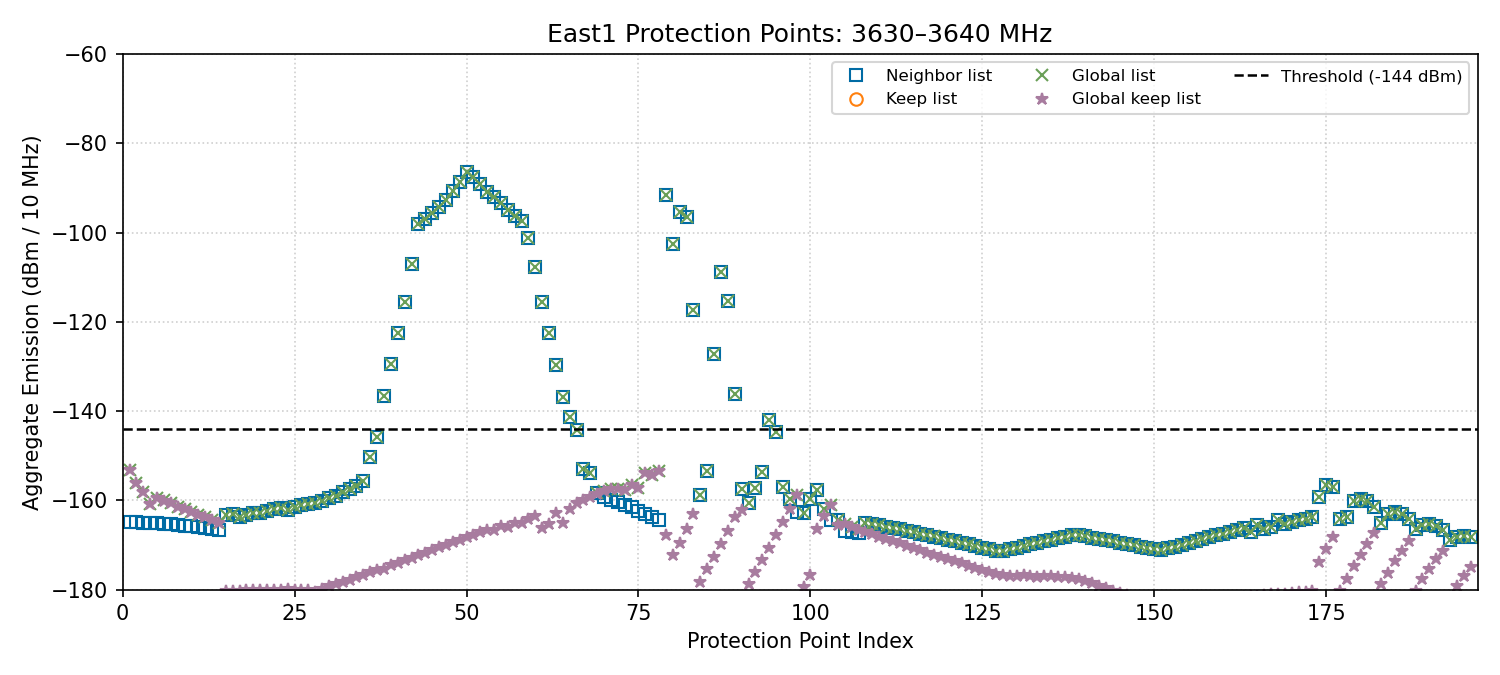 East1 Protection Points: 3630–3640 MHz
Neighbor list
Keep list
Global list
Global keep list
Threshold (-144 dBm)
Aggregate Emission (dBm / 10 MHz)
−60
−80
−100
−120
−140
−160
−180
0 25 50 75 100 125 150 175
Protection Point Index